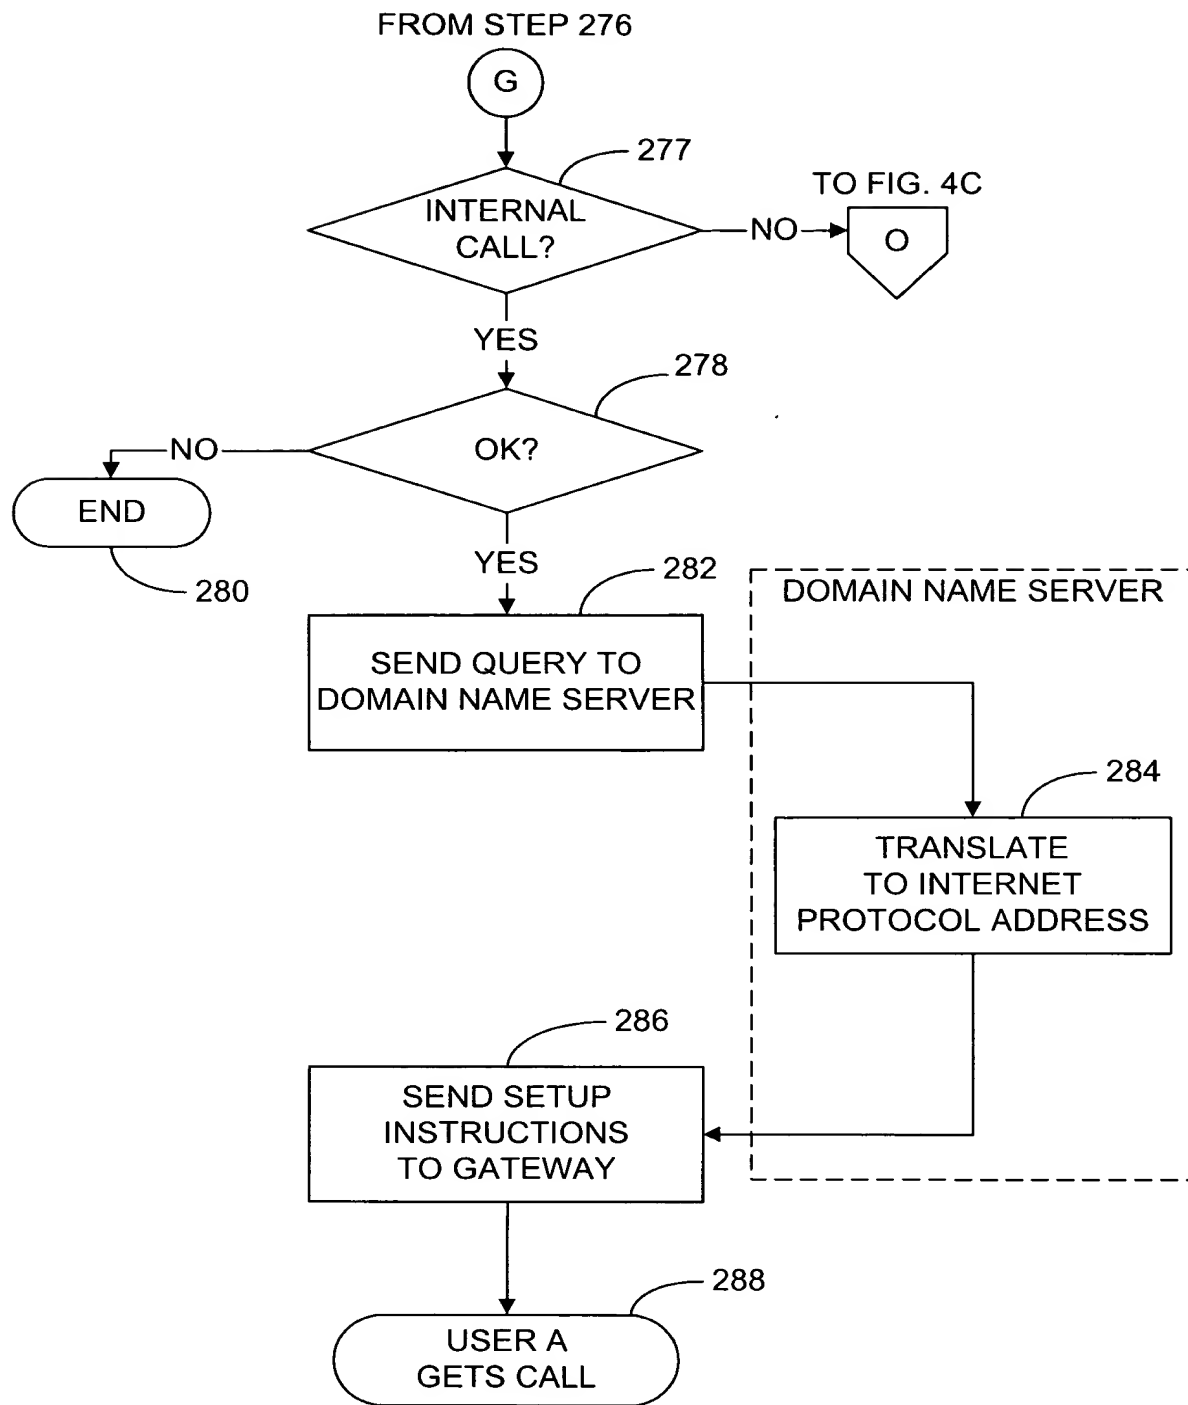 FROM STEP 276
G
277
TO FIG. 4C
INTERNAL
CALL?
NO
O
YES
278
NO
OK?
END
280
YES
282
DOMAIN NAME SERVER
SEND QUERY TO
DOMAIN NAME SERVER
284
TRANSLATE
TO INTERNET
PROTOCOL ADDRESS
286
SEND SETUP
INSTRUCTIONS
TO GATEWAY
288
USER A
GETS CALL